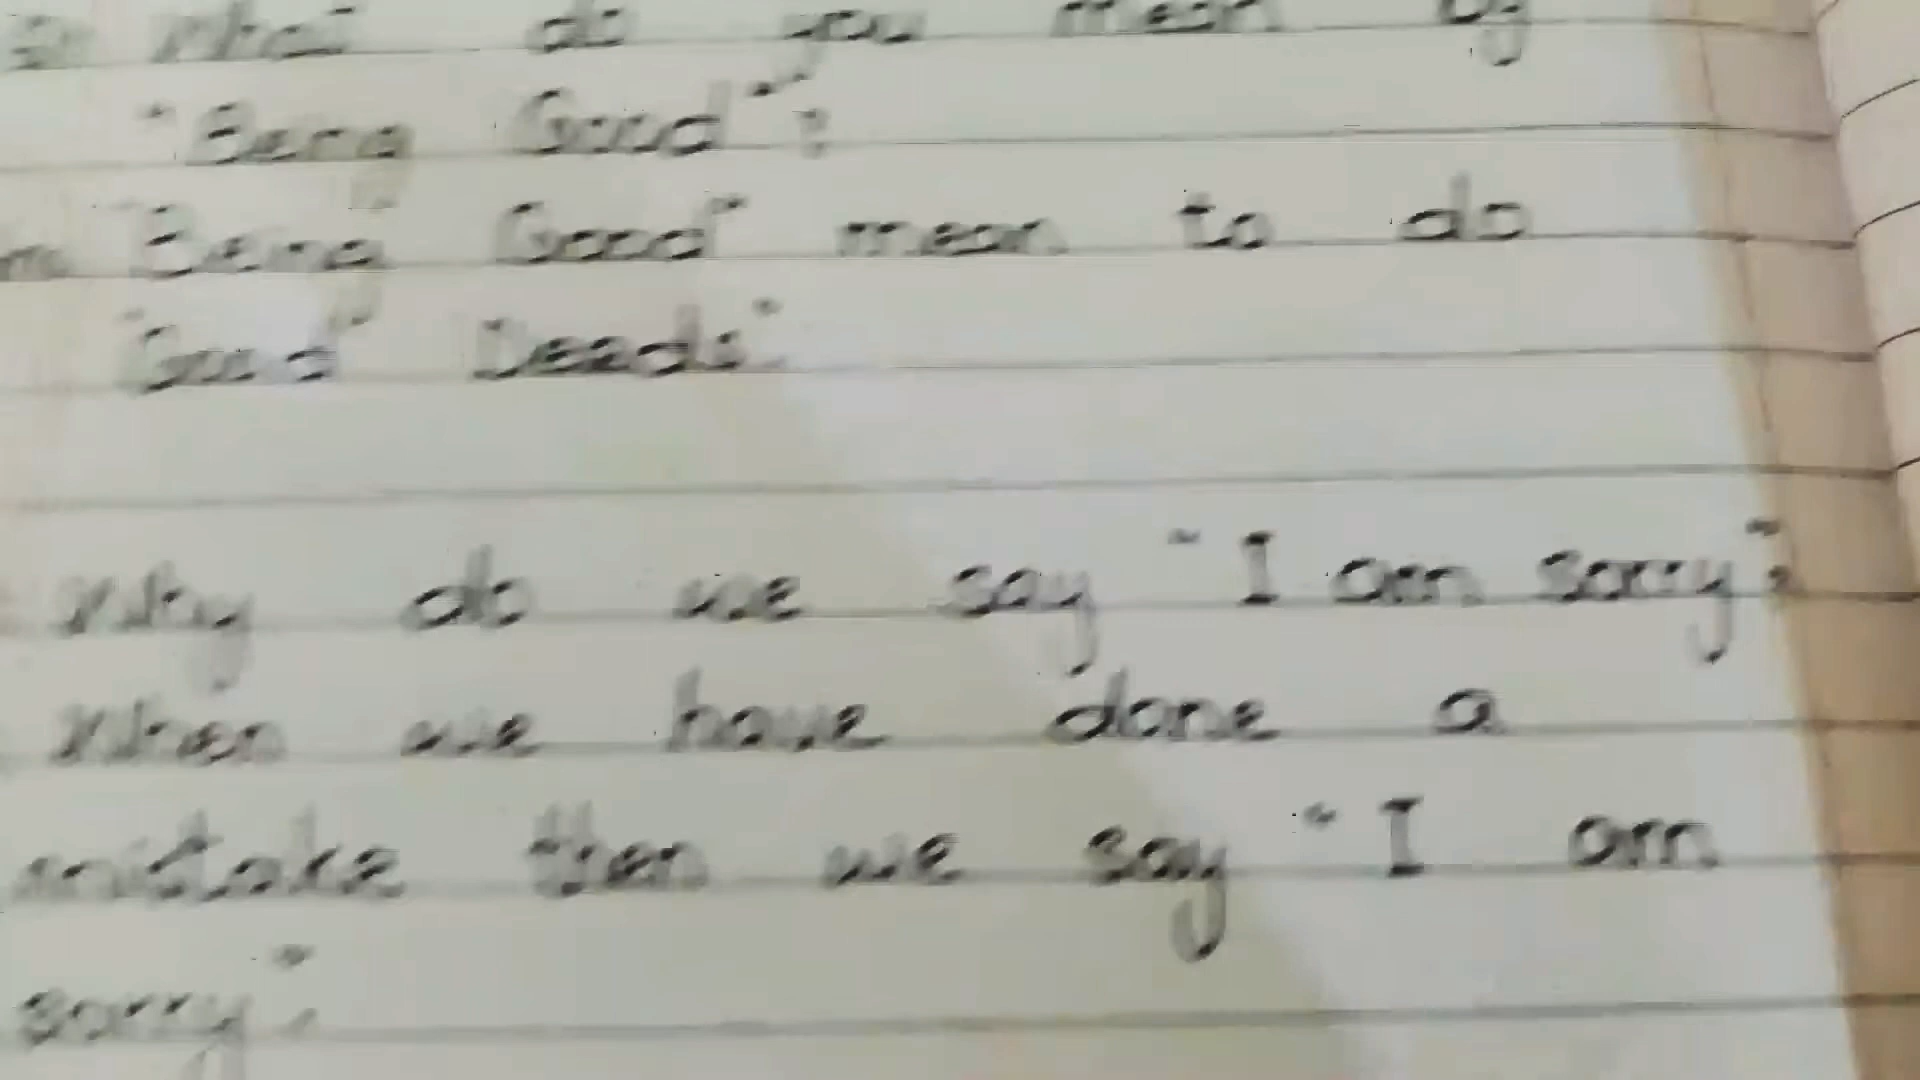 what do you mean by
"Being Good"?
"Being Good" mean to do
"Good Deeds".
Why do we say "I am sorry"?
When we have done a
mistake then we say "I am
sorry".